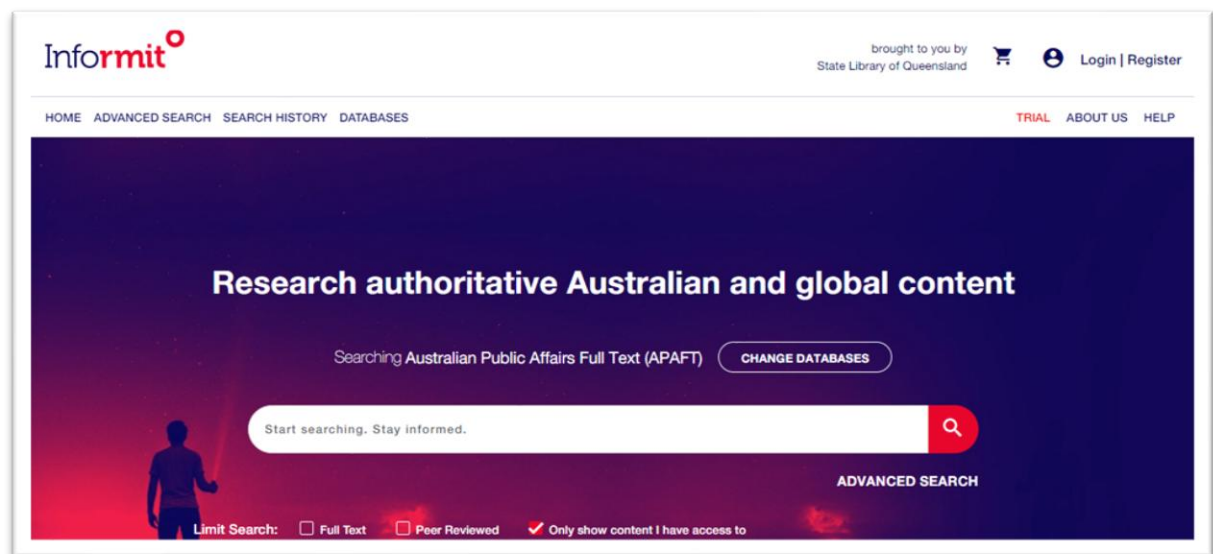 Informit
brought to you by
State Library of Queensland
Login | Register
HOME ADVANCED SEARCH SEARCH HISTORY DATABASES
TRIAL ABOUT US HELP
Research authoritative Australian and global content
Searching Australian Public Affairs Full Text (APAFT) CHANGE DATABASES
Start searching. Stay informed.
ADVANCED SEARCH
Limit Search: Full Text Peer Reviewed Only show content I have access to